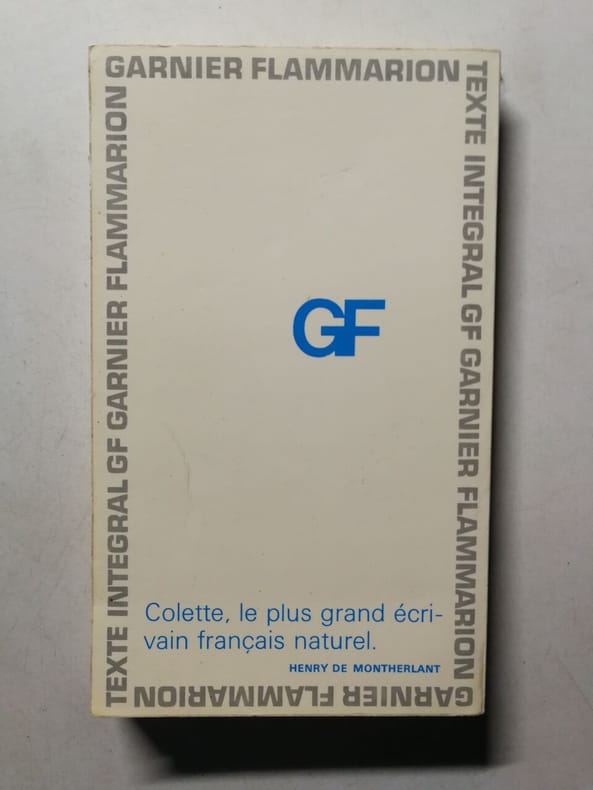 GARNIER FLAMMARION
TEXTE INTEGRAL GF GARNIER FLAMMARION
GARNIER FLAMMARION
TEXTE INTEGRAL GF GARNIER FLAMMARION
GF
Colette, le plus grand écri-
vain français naturel.
HENRY DE MONTHERLANT